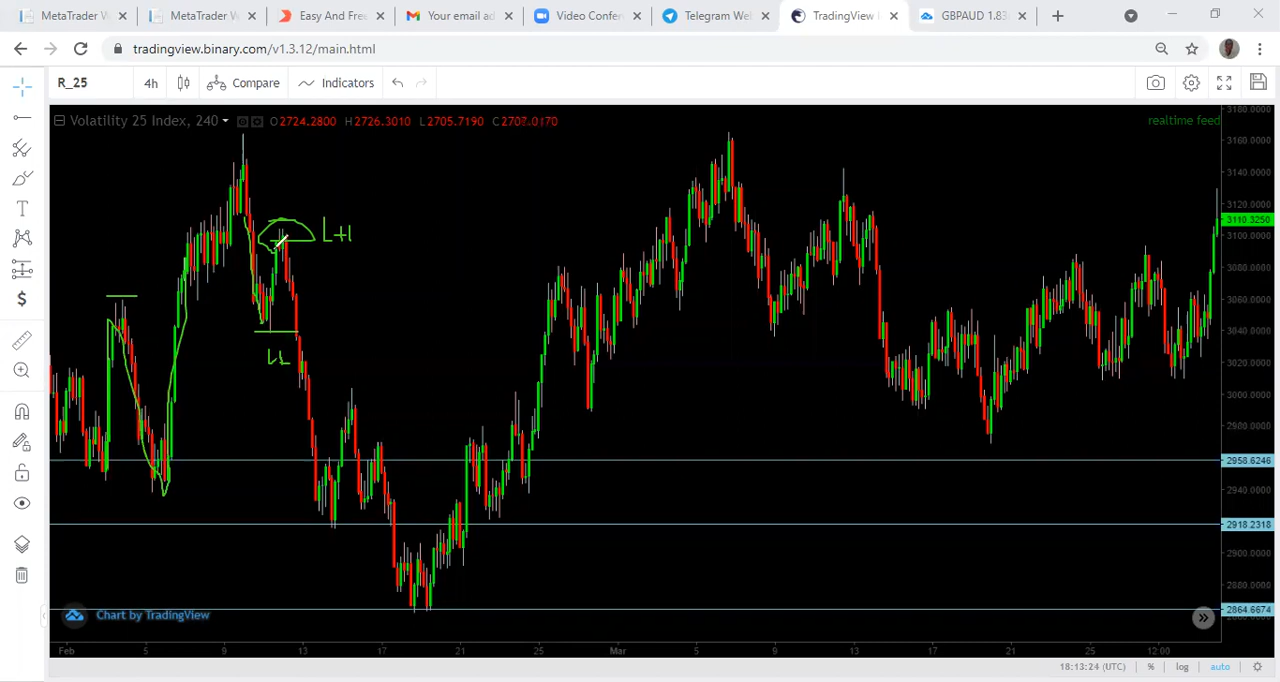 MetaTrader W
MetaTrader W
Easy And Free
Your email ad
Video Confer
Telegram Wel
TradingView
GBPAUD 1.83
tradingview.binary.com/v1.3.12/main.html
R_25
4h
Compare
Indicators
Volatility 25 Index, 240
O2724.2800 H2726.3010 L2705.7190 C2707.0170
realtime feed
3180.0000
3160.0000
3140.0000
3120.0000
3110.3250
3100.0000
3080.0000
3060.0000
3040.0000
3020.0000
3000.0000
2980.0000
2958.6246
2940.0000
2918.2318
2900.0000
2880.0000
2864.6674
LH
LL
Chart by TradingView
Feb 5 9 13 17 21 25 Mar 5 9 13 17 21 25 12:00
18:13:24 (UTC) % log auto